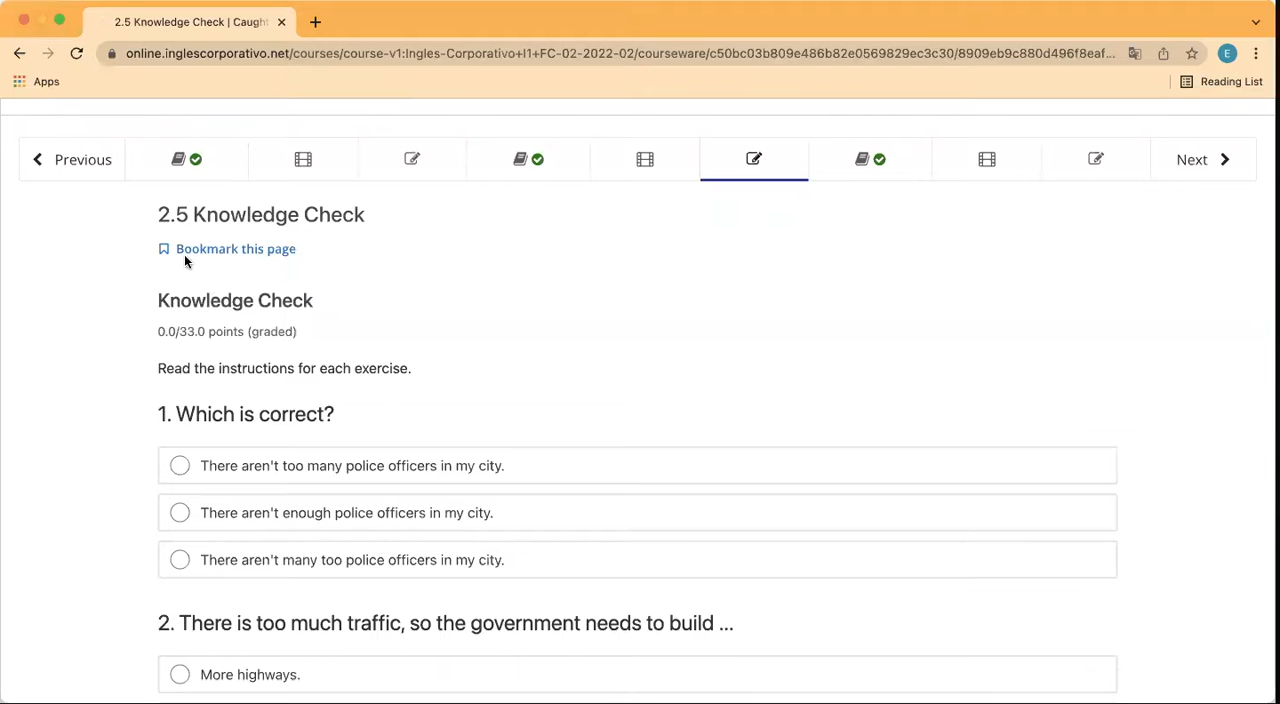 2.5 Knowledge Check | Caught
online.inglescorporativo.net/courses/course-v1:Ingles-Corporativo+I1+FC-02-2022-02/courseware/c50bc03b809e486b82e0569829ec3c30/8909eb9c880d496f8eaf...
E
Apps
Reading List
Previous
Next
2.5 Knowledge Check
Bookmark this page
Knowledge Check
0.0/33.0 points (graded)
Read the instructions for each exercise.
1. Which is correct?
There aren't too many police officers in my city.
There aren't enough police officers in my city.
There aren't many too police officers in my city.
2. There is too much traffic, so the government needs to build ...
More highways.